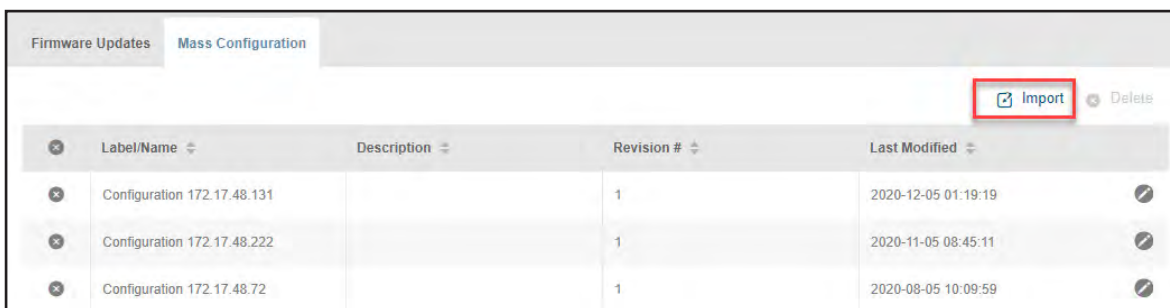 Firmware Updates Mass Configuration
Import Delete
Label/Name Description Revision # Last Modified
Configuration 172.17.48.131 1 2020-12-05 01:19:19
Configuration 172.17.48.222 1 2020-11-05 08:45:11
Configuration 172.17.48.72 1 2020-08-05 10:09:59